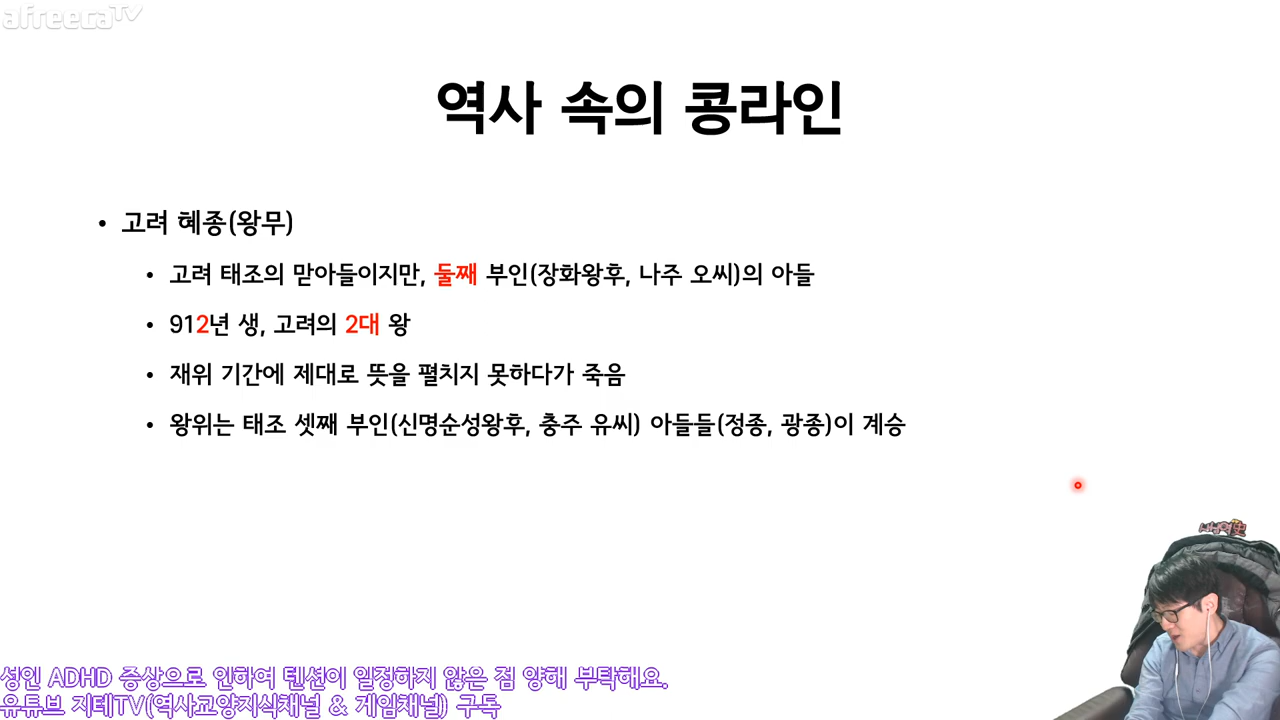 afreecaTV
역사 속의 콩라인
• 고려 혜종(왕무)
• 고려 태조의 맏아들이지만, 둘째 부인(장화왕후, 나주 오씨)의 아들
• 912년 생, 고려의 2대 왕
• 재위 기간에 제대로 뜻을 펼치지 못하다가 죽음
• 왕위는 태조 셋째 부인(신명순성왕후, 충주 유씨) 아들들(정종, 광종)이 계승
성인 ADHD 증상으로 인하여 텐션이 일정하지 않은 점 양해 부탁해요.
유튜브 지테TV(역사교양지식채널 & 게임채널) 구독